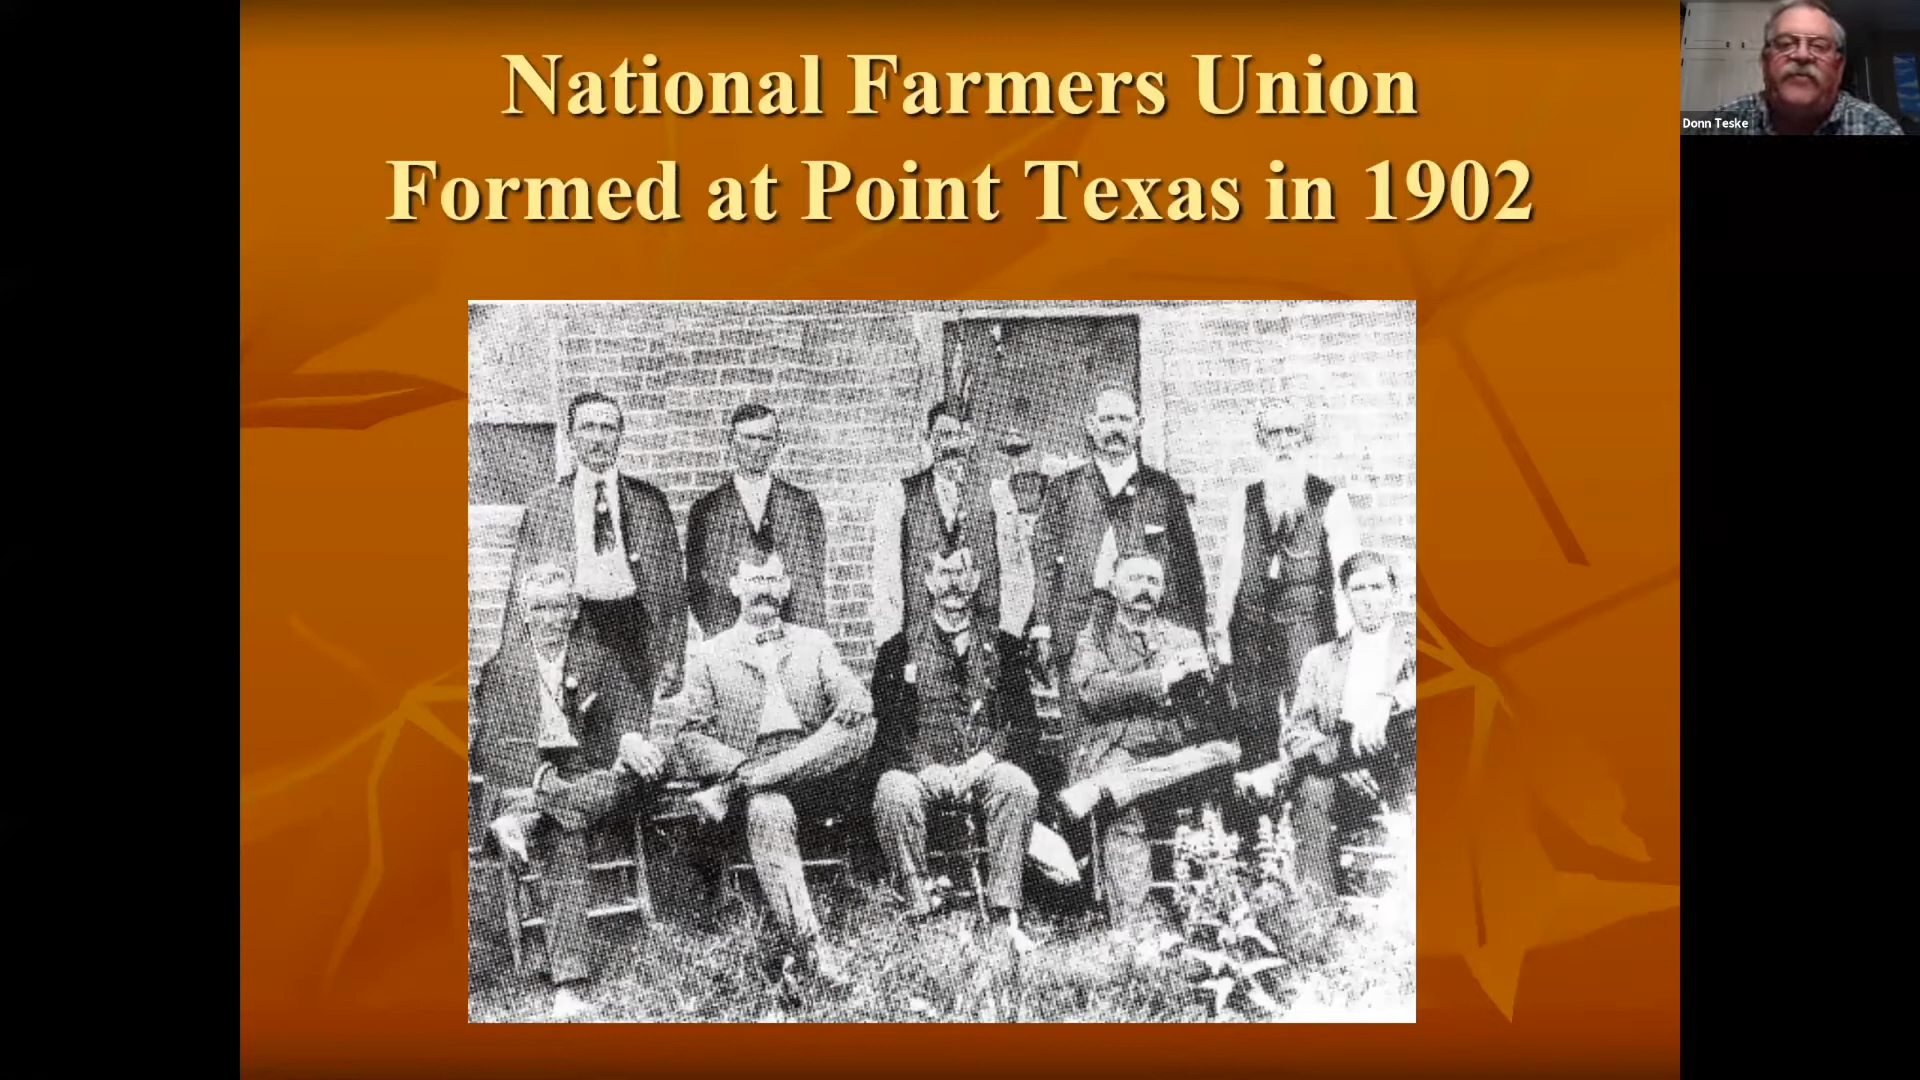 National Farmers Union
Formed at Point Texas in 1902
Donn Teske